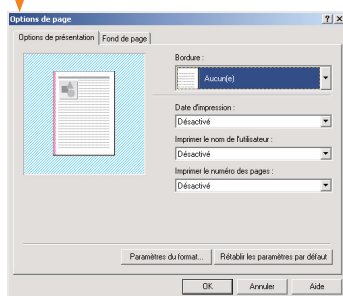 Options de page
Options de présentation
Fond de page
Bordure :
Aucun(e)
Date d'impression :
Désactivé
Imprimer le nom de l'utilisateur :
Désactivé
Imprimer le numéro des pages :
Désactivé
Paramètres du format...
Rétablir les paramètres par défaut
OK
Annuler
Aide